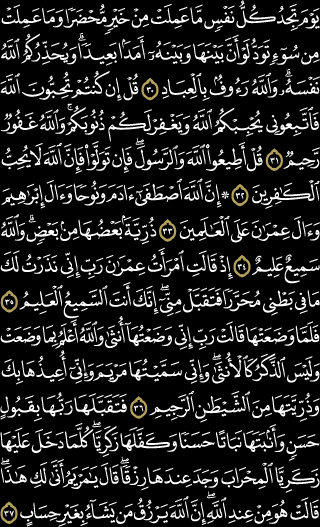 يَوْمَ تَجِدُ كُلُّ نَفْسٍ مَّا عَمِلَتْ مِنْ خَيْرٍ مُّحْضَرًا وَمَا عَمِلَتْ
مِن سُوءٍ تَوَدُّ لَوْ أَنَّ بَيْنَهَا وَبَيْنَهُۥٓ أَمَدًۢا بَعِيدًا ۗ وَيُحَذِّرُكُمُ ٱللَّهُ
نَفْسَهُۥ ۗ وَٱللَّهُ رَءُوفٌۢ بِٱلْعِبَادِ ٣٠ قُلْ إِن كُنتُمْ تُحِبُّونَ ٱللَّهَ
فَٱتَّبِعُونِى يُحْبِبْكُمُ ٱللَّهُ وَيَغْفِرْ لَكُمْ ذُنُوبَكُمْ ۗ وَٱللَّهُ غَفُورٌ
رَّحِيمٌ ٣١ قُلْ أَطِيعُوا۟ ٱللَّهَ وَٱلرَّسُولَ ۖ فَإِن تَوَلَّوْا۟ فَإِنَّ ٱللَّهَ لَا يُحِبُّ
ٱلْكَٰفِرِينَ ٣٢ ۞ إِنَّ ٱللَّهَ ٱصْطَفَىٰٓ ءَادَمَ وَنُوحًا وَءَالَ إِبْرَٰهِيمَ
وَءَالَ عِمْرَٰنَ عَلَى ٱلْعَٰلَمِينَ ٣٣ ذُرِّيَّةًۢ بَعْضُهَا مِنۢ بَعْضٍ ۗ وَٱللَّهُ
سَمِيعٌ عَلِيمٌ ٣٤ إِذْ قَالَتِ ٱمْرَأَتُ عِمْرَٰنَ رَبِّ إِنِّى نَذَرْتُ لَكَ
مَا فِى بَطْنِى مُحَرَّرًا فَتَقَبَّلْ مِنِّىٓ ۖ إِنَّكَ أَنتَ ٱلسَّمِيعُ ٱلْعَلِيمُ ٣٥
فَلَمَّا وَضَعَتْهَا قَالَتْ رَبِّ إِنِّى وَضَعْتُهَآ أُنثَىٰ وَٱللَّهُ أَعْلَمُ بِمَا وَضَعَتْ
وَلَيْسَ ٱلذَّكَرُ كَٱلْأُنثَىٰ ۖ وَإِنِّى سَمَّيْتُهَا مَرْيَمَ وَإِنِّىٓ أُعِيذُهَا بِكَ
وَذُرِّيَّتَهَا مِنَ ٱلشَّيْطَٰنِ ٱلرَّجِيمِ ٣٦ فَتَقَبَّلَهَا رَبُّهَا بِقَبُولٍ
حَسَنٍ وَأَنۢبَتَهَا نَبَاتًا حَسَنًا وَكَفَّلَهَا زَكَرِيَّا ۖ كُلَّمَا دَخَلَ عَلَيْهَا
زَكَرِيَّا ٱلْمِحْرَابَ وَجَدَ عِندَهَا رِزْقًا ۖ قَالَ يَٰمَرْيَمُ أَنَّىٰ لَكِ هَٰذَا ۖ
قَالَتْ هُوَ مِنْ عِندِ ٱللَّهِ ۖ إِنَّ ٱللَّهَ يَرْزُقُ مَن يَشَآءُ بِغَيْرِ حِسَابٍ ٣٧